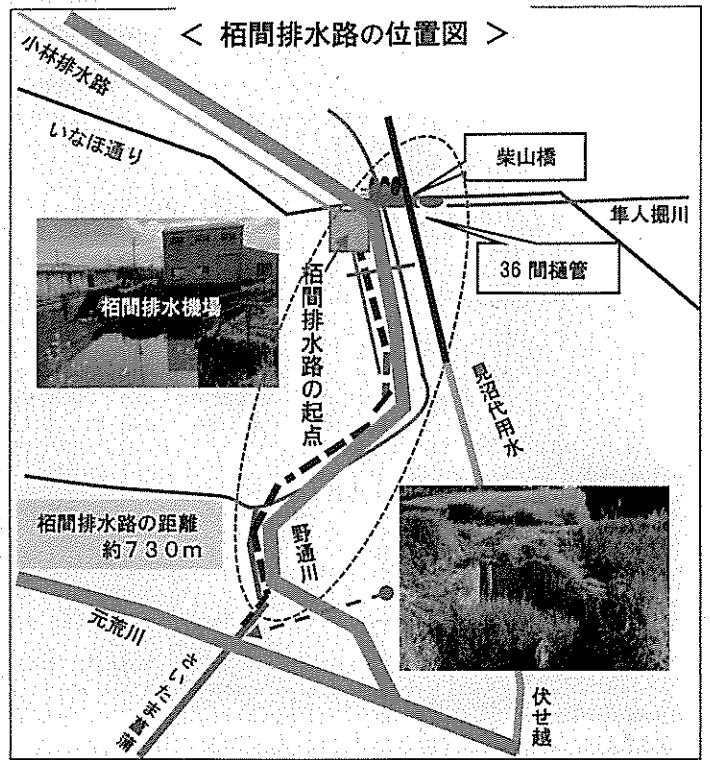 ＜ 栢間排水路の位置図 ＞
小林排水路
いなほ通り
柴山橋
隼人掘川
36 間樋管
栢間排水機場
栢間排水路の起点
見沼代用水
栢間排水路の距離
約７３０ｍ
野通川
元荒川
さいたま菖蒲
伏せ越